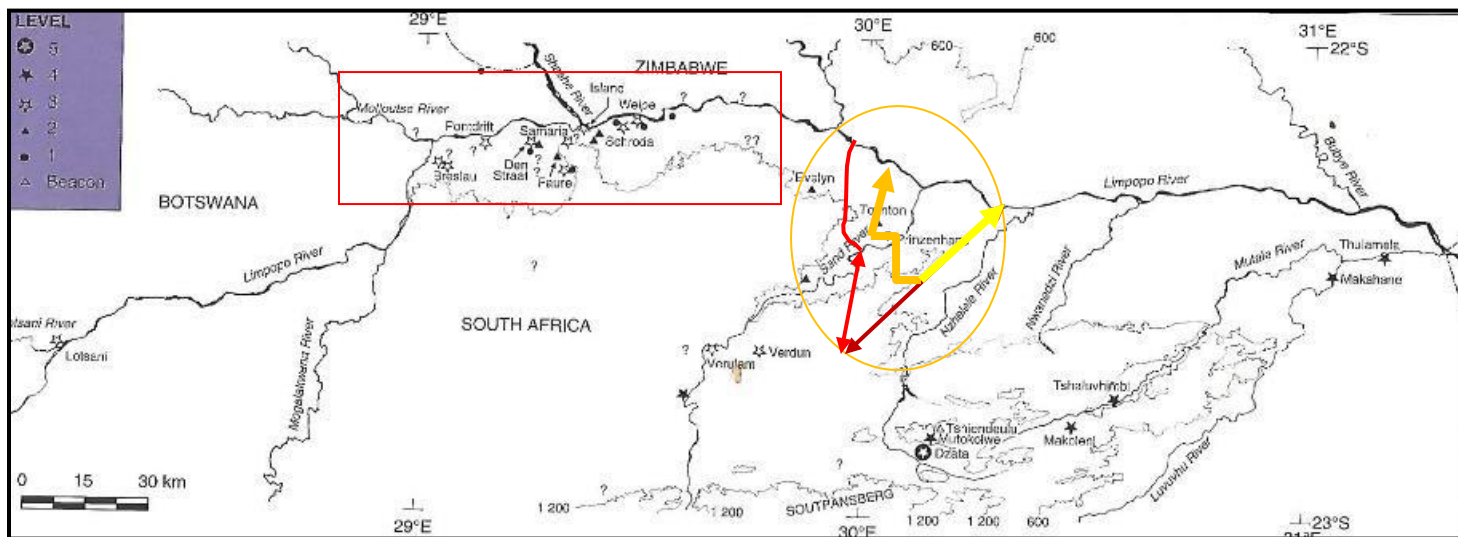 LEVEL
5
4
3
2
1
Beacon
29°E
30°E
31°E
22°S
600
600
ZIMBABWE
Shashe River
Island
Weipe
?
?
Motloutse River
?
Pontdrift
Samaria
?
Schroda
??
?
?
Den
Staat
?
Faure
Breslau
Evelyn
BOTSWANA
Limpopo River
Bubye River
Toynton
Prinzenhage
Sand River
Mutale River
Thulamela
Makahane
Limpopo River
?
Nzhelele River
Nwanedzi River
SOUTH AFRICA
Lotsani
Mogalakwena River
?
Vorulam
Verdun
Tshaluvhimbi
Tshiendeulu
Mutokolwe
Makoleni
Dzata
Luvuvhu River
0 15 30 km
?
?
SOUTPANSBERG
1 200
1 200
1 200
1 200
600
29°E
30°E
23°S